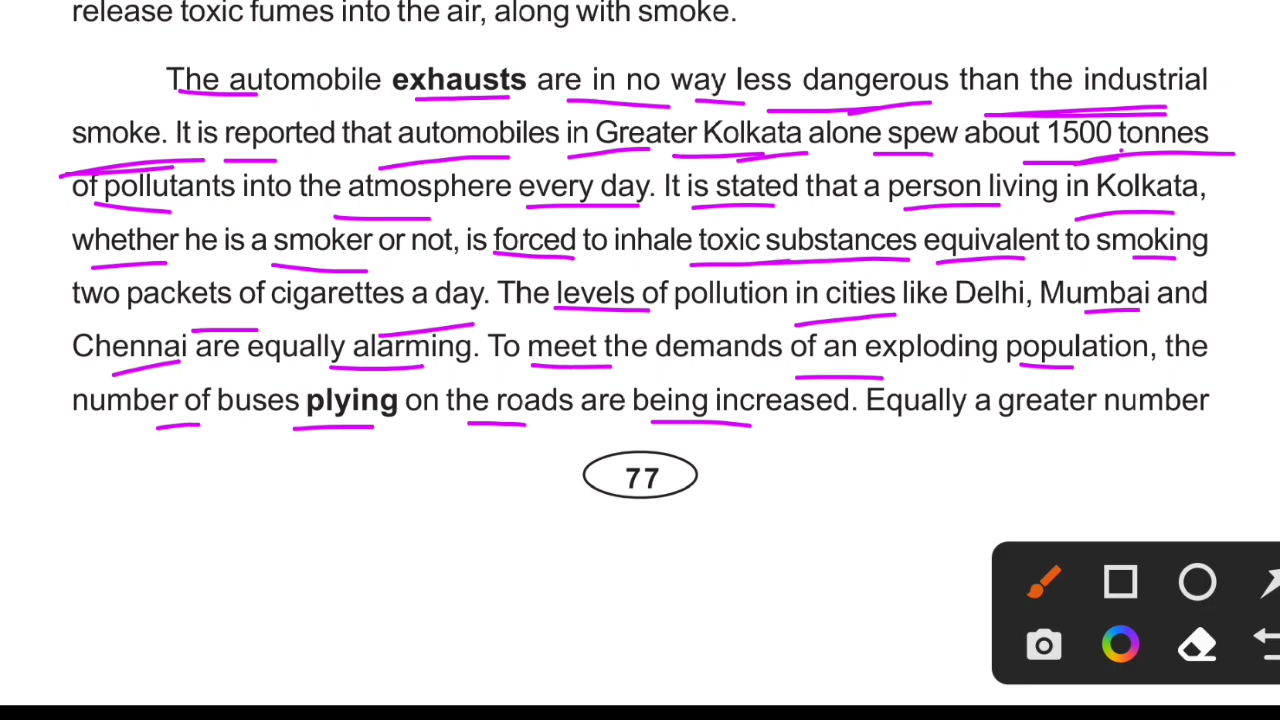 release toxic fumes into the air, along with smoke.
The automobile exhausts are in no way less dangerous than the industrial
smoke. It is reported that automobiles in Greater Kolkata alone spew about 1500 tonnes
of pollutants into the atmosphere every day. It is stated that a person living in Kolkata,
whether he is a smoker or not, is forced to inhale toxic substances equivalent to smoking
two packets of cigarettes a day. The levels of pollution in cities like Delhi, Mumbai and
Chennai are equally alarming. To meet the demands of an exploding population, the
number of buses plying on the roads are being increased. Equally a greater number
77